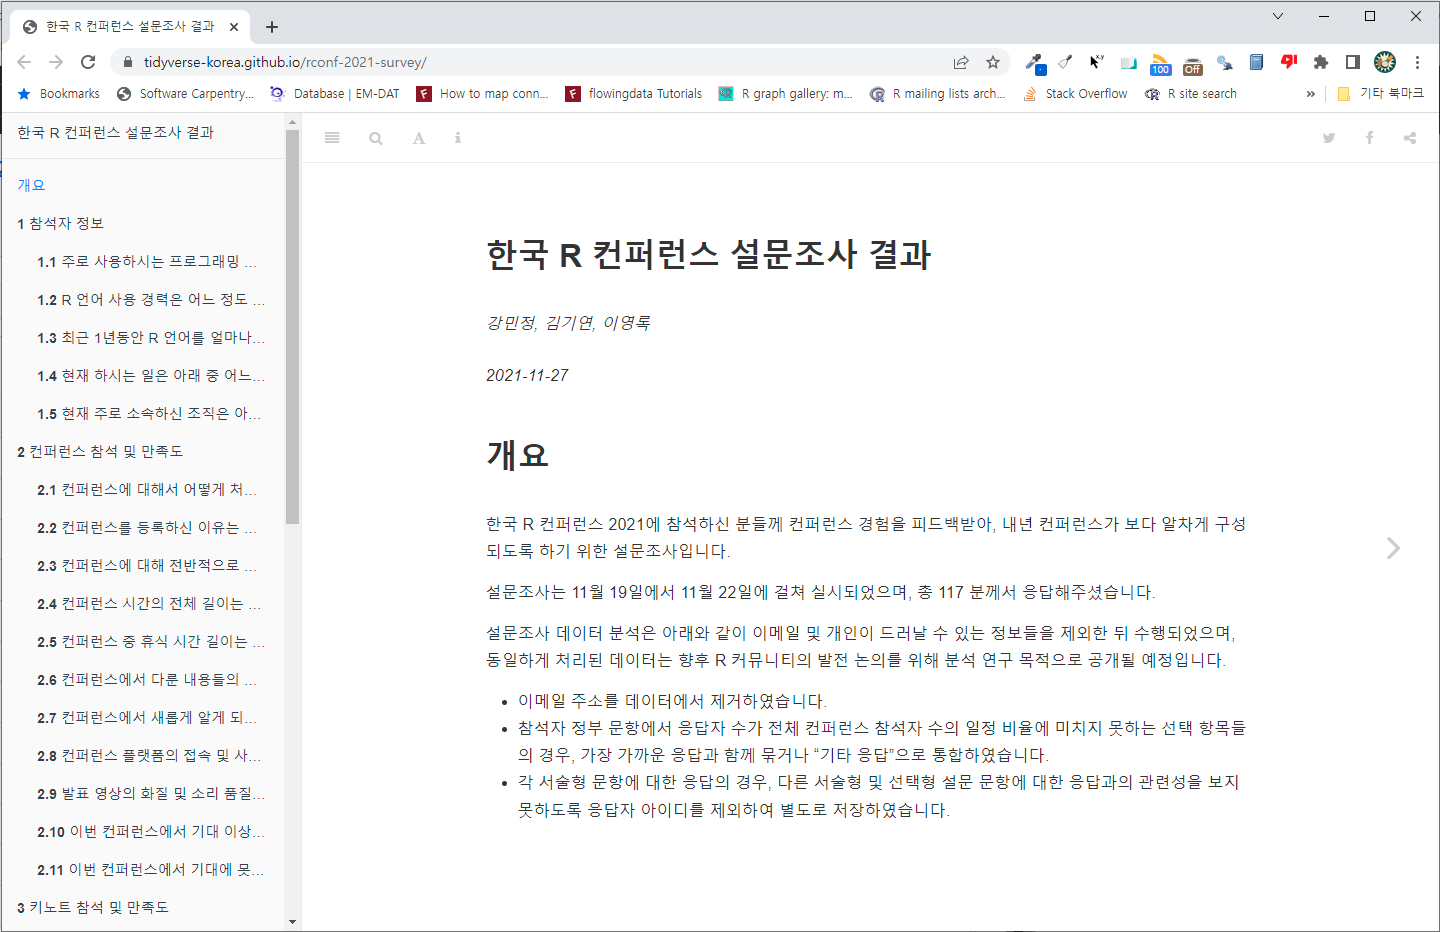 한국 R 컨퍼런스 설문조사 결과
tidyverse-korea.github.io/rconf-2021-survey/
100
Off
Bookmarks
Software Carpentry...
Database | EM-DAT
How to map conn...
flowingdata Tutorials
R graph gallery: m...
R mailing lists arch...
Stack Overflow
R site search
»
기타 북마크
한국 R 컨퍼런스 설문조사 결과
개요
1 참석자 정보
1.1 주로 사용하시는 프로그래밍 ...
1.2 R 언어 사용 경력은 어느 정도 ...
1.3 최근 1년동안 R 언어를 얼마나...
1.4 현재 하시는 일은 아래 중 어느...
1.5 현재 주로 소속하신 조직은 아...
2 컨퍼런스 참석 및 만족도
2.1 컨퍼런스에 대해서 어떻게 처...
2.2 컨퍼런스를 등록하신 이유는 ...
2.3 컨퍼런스에 대해 전반적으로 ...
2.4 컨퍼런스 시간의 전체 길이는 ...
2.5 컨퍼런스 중 휴식 시간 길이는 ...
2.6 컨퍼런스에서 다룬 내용들의 ...
2.7 컨퍼런스에서 새롭게 알게 되...
2.8 컨퍼런스 플랫폼의 접속 및 사...
2.9 발표 영상의 화질 및 소리 품질...
2.10 이번 컨퍼런스에서 기대 이상...
2.11 이번 컨퍼런스에서 기대에 못...
3 키노트 참석 및 만족도
한국 R 컨퍼런스 설문조사 결과
강민정, 김기연, 이영록
2021-11-27
개요
한국 R 컨퍼런스 2021에 참석하신 분들께 컨퍼런스 경험을 피드백받아, 내년 컨퍼런스가 보다 알차게 구성
되도록 하기 위한 설문조사입니다.
설문조사는 11월 19일에서 11월 22일에 걸쳐 실시되었으며, 총 117 분께서 응답해주셨습니다.
설문조사 데이터 분석은 아래와 같이 이메일 및 개인이 드러날 수 있는 정보들을 제외한 뒤 수행되었으며,
동일하게 처리된 데이터는 향후 R 커뮤니티의 발전 논의를 위해 분석 연구 목적으로 공개될 예정입니다.
• 이메일 주소를 데이터에서 제거하였습니다.
• 참석자 정부 문항에서 응답자 수가 전체 컨퍼런스 참석자 수의 일정 비율에 미치지 못하는 선택 항목들
의 경우, 가장 가까운 응답과 함께 묶거나 “기타 응답”으로 통합하였습니다.
• 각 서술형 문항에 대한 응답의 경우, 다른 서술형 및 선택형 설문 문항에 대한 응답과의 관련성을 보지
못하도록 응답자 아이디를 제외하여 별도로 저장하였습니다.